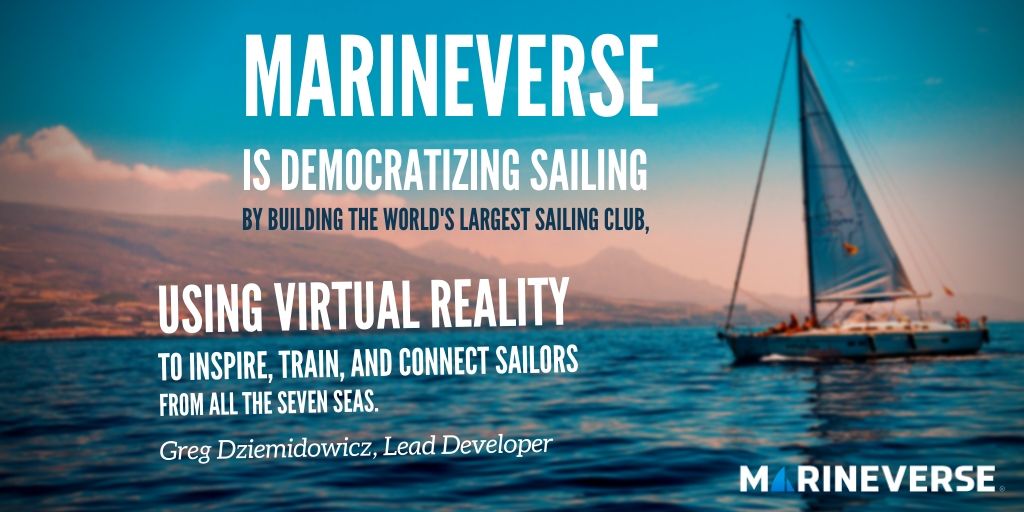 MARINEVERSE
IS DEMOCRATIZING SAILING
BY BUILDING THE WORLD'S LARGEST SAILING CLUB,
USING VIRTUAL REALITY
TO INSPIRE, TRAIN, AND CONNECT SAILORS
FROM ALL THE SEVEN SEAS.
Greg Dziemidowicz, Lead Developer
MARINEVERSE®